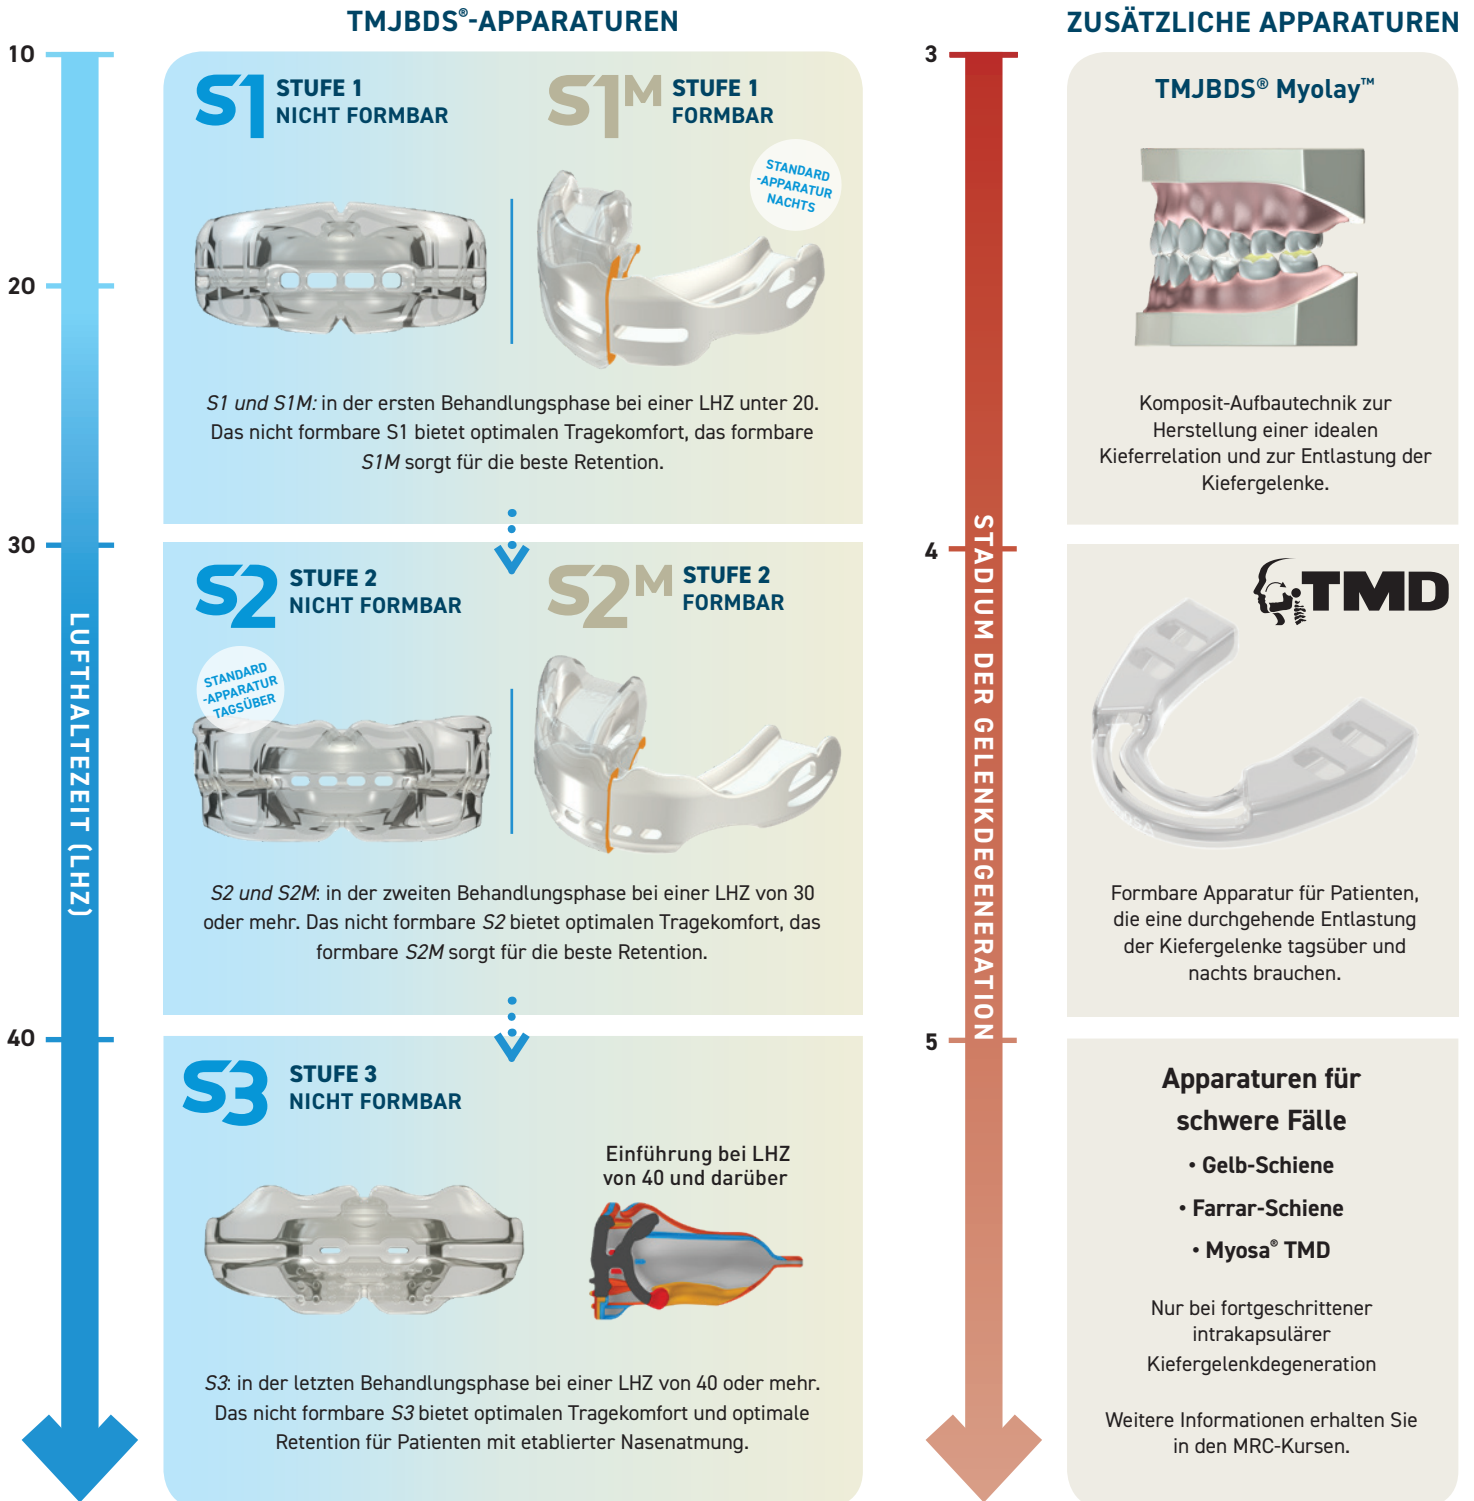 TMJBDS®-APPARATUREN
10
20
30
40
LUFTHALTEZEIT (LHZ)
S1 STUFE 1
NICHT FORMBAR
S1M STUFE 1
FORMBAR
STANDARD
-APPARATUR
NACHTS
S1 und S1M: in der ersten Behandlungsphase bei einer LHZ unter 20.
Das nicht formbare S1 bietet optimalen Tragekomfort, das formbare
S1M sorgt für die beste Retention.
S2 STUFE 2
NICHT FORMBAR
S2M STUFE 2
FORMBAR
STANDARD
-APPARATUR
TAGSÜBER
S2 und S2M: in der zweiten Behandlungsphase bei einer LHZ von 30
oder mehr. Das nicht formbare S2 bietet optimalen Tragekomfort, das
formbare S2M sorgt für die beste Retention.
S3 STUFE 3
NICHT FORMBAR
Einführung bei LHZ
von 40 und darüber
S3: in der letzten Behandlungsphase bei einer LHZ von 40 oder mehr.
Das nicht formbare S3 bietet optimalen Tragekomfort und optimale
Retention für Patienten mit etablierter Nasenatmung.
ZUSÄTZLICHE APPARATUREN
3
4
5
STADIUM DER GELENKDEGENERATION
TMJBDS® Myolay™
Komposit-Aufbautechnik zur
Herstellung einer idealen
Kieferrelation und zur Entlastung der
Kiefergelenke.
TMD
Formbare Apparatur für Patienten,
die eine durchgehende Entlastung
der Kiefergelenke tagsüber und
nachts brauchen.
Apparaturen für
schwere Fälle
• Gelb-Schiene
• Farrar-Schiene
• Myosa® TMD
Nur bei fortgeschrittener
intrakapsulärer
Kiefergelenkdegeneration
Weitere Informationen erhalten Sie
in den MRC-Kursen.